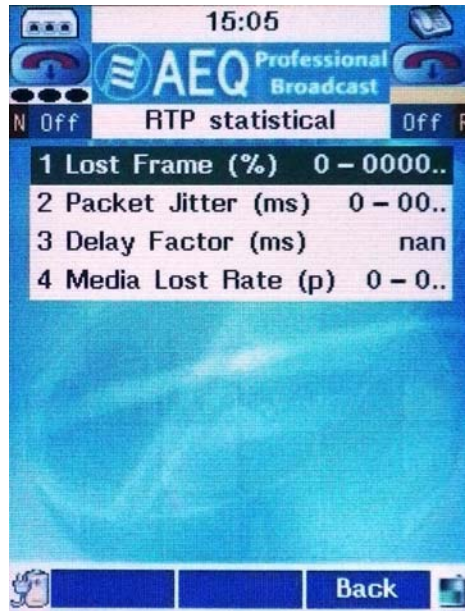 15:05
AEQ Professional Broadcast
N Off RTP statistical Off F
1 Lost Frame (%) 0 – 0000..
2 Packet Jitter (ms) 0 – 00..
3 Delay Factor (ms) nan
4 Media Lost Rate (p) 0 – 0..
Back